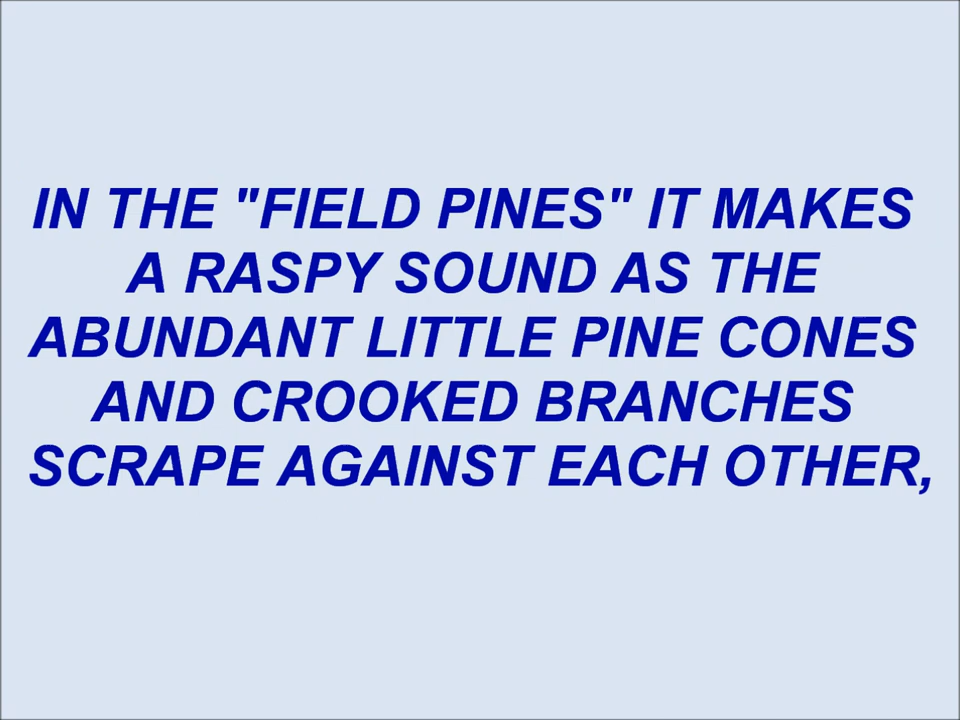 IN THE "FIELD PINES" IT MAKES
A RASPY SOUND AS THE
ABUNDANT LITTLE PINE CONES
AND CROOKED BRANCHES
SCRAPE AGAINST EACH OTHER,